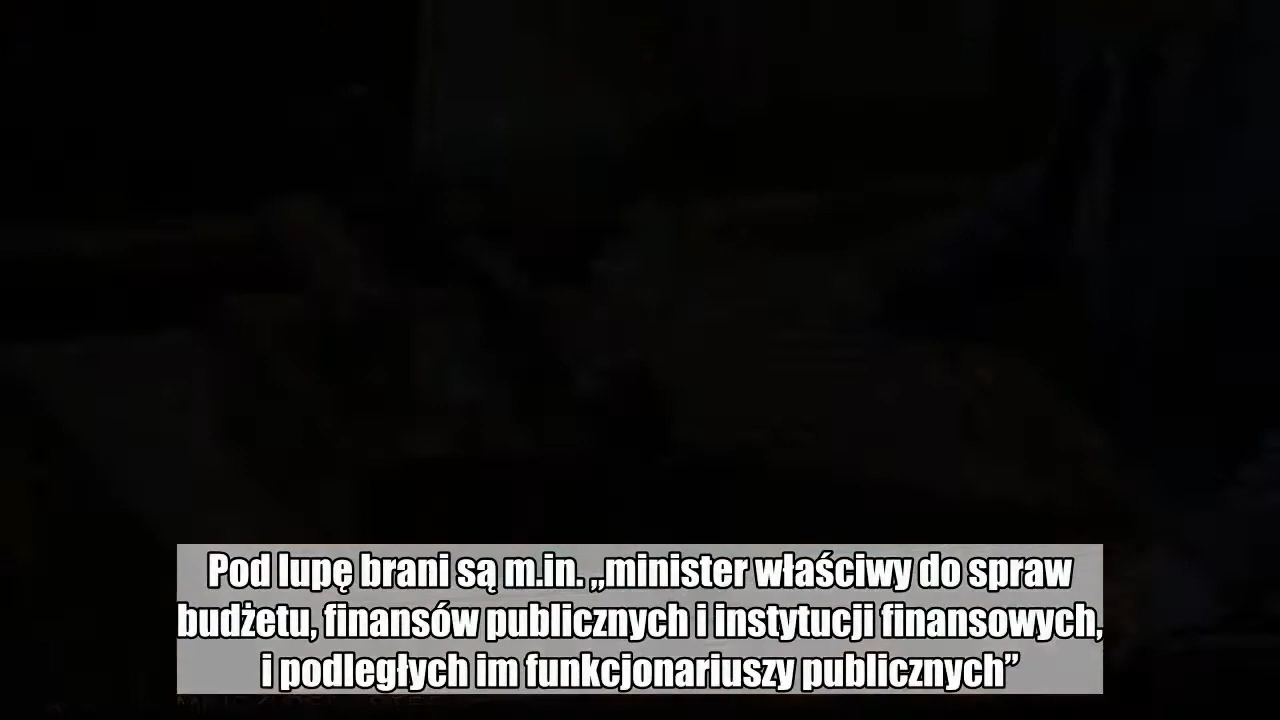 Pod lupę brani są m.in. „minister właściwy do spraw
budżetu, finansów publicznych i instytucji finansowych,
i podległych im funkcjonariuszy publicznych”